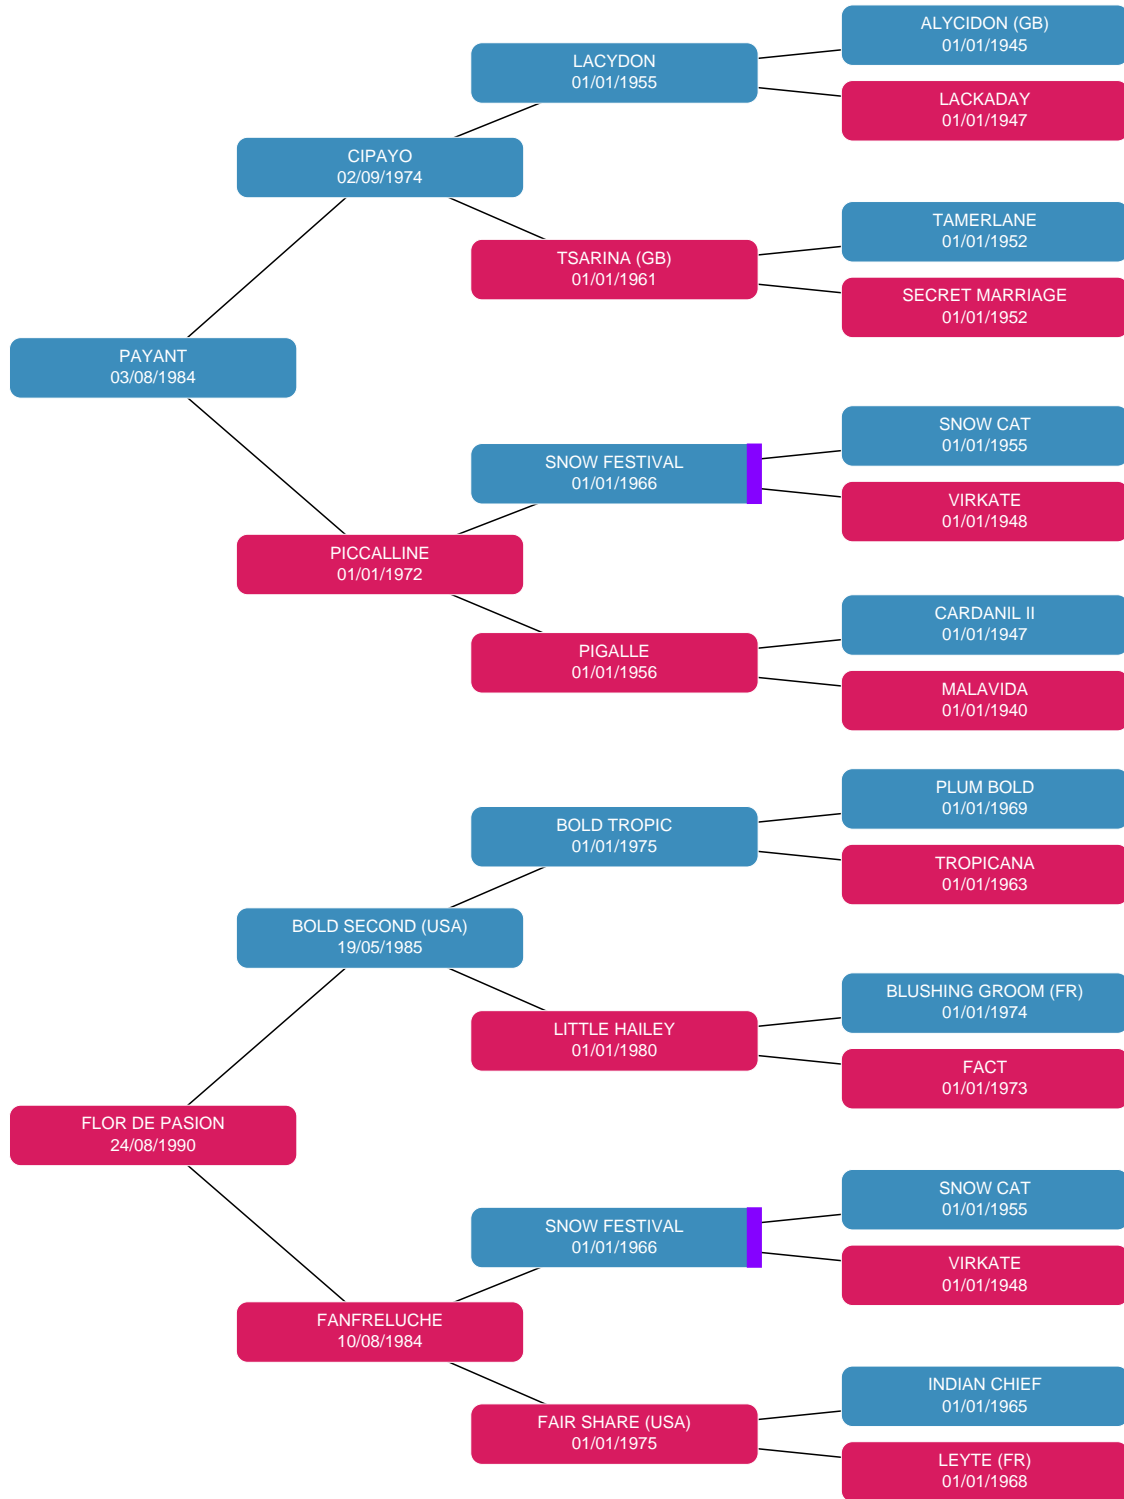 ALYCIDON (GB)
01/01/1945
LACYDON
01/01/1955
LACKADAY
01/01/1947
CIPAYO
02/09/1974
TAMERLANE
01/01/1952
TSARINA (GB)
01/01/1961
SECRET MARRIAGE
01/01/1952
PAYANT
03/08/1984
SNOW CAT
01/01/1955
SNOW FESTIVAL
01/01/1966
VIRKATE
01/01/1948
PICCALLINE
01/01/1972
CARDANIL II
01/01/1947
PIGALLE
01/01/1956
MALAVIDA
01/01/1940
PLUM BOLD
01/01/1969
BOLD TROPIC
01/01/1975
TROPICANA
01/01/1963
BOLD SECOND (USA)
19/05/1985
BLUSHING GROOM (FR)
01/01/1974
LITTLE HAILEY
01/01/1980
FACT
01/01/1973
FLOR DE PASION
24/08/1990
SNOW CAT
01/01/1955
SNOW FESTIVAL
01/01/1966
VIRKATE
01/01/1948
FANFRELUCHE
10/08/1984
INDIAN CHIEF
01/01/1965
FAIR SHARE (USA)
01/01/1975
LEYTE (FR)
01/01/1968